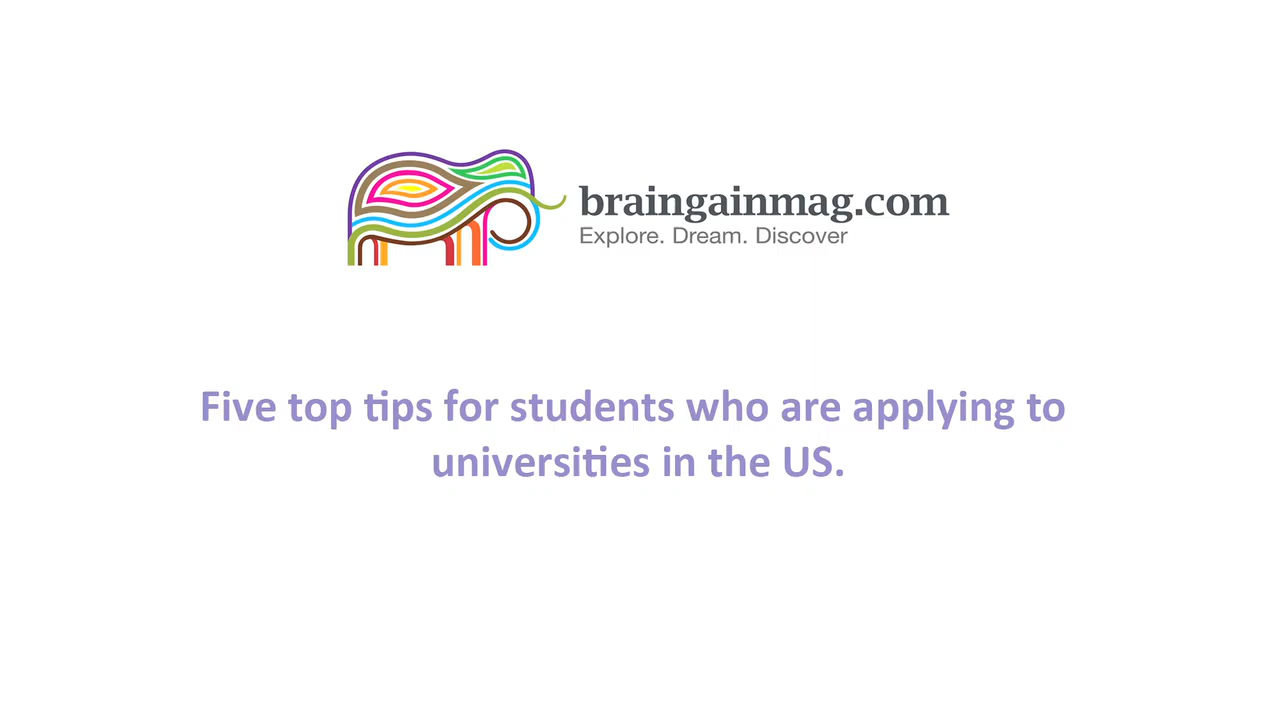 braingainmag.com
Explore. Dream. Discover
Five top tips for students who are applying to
universities in the US.